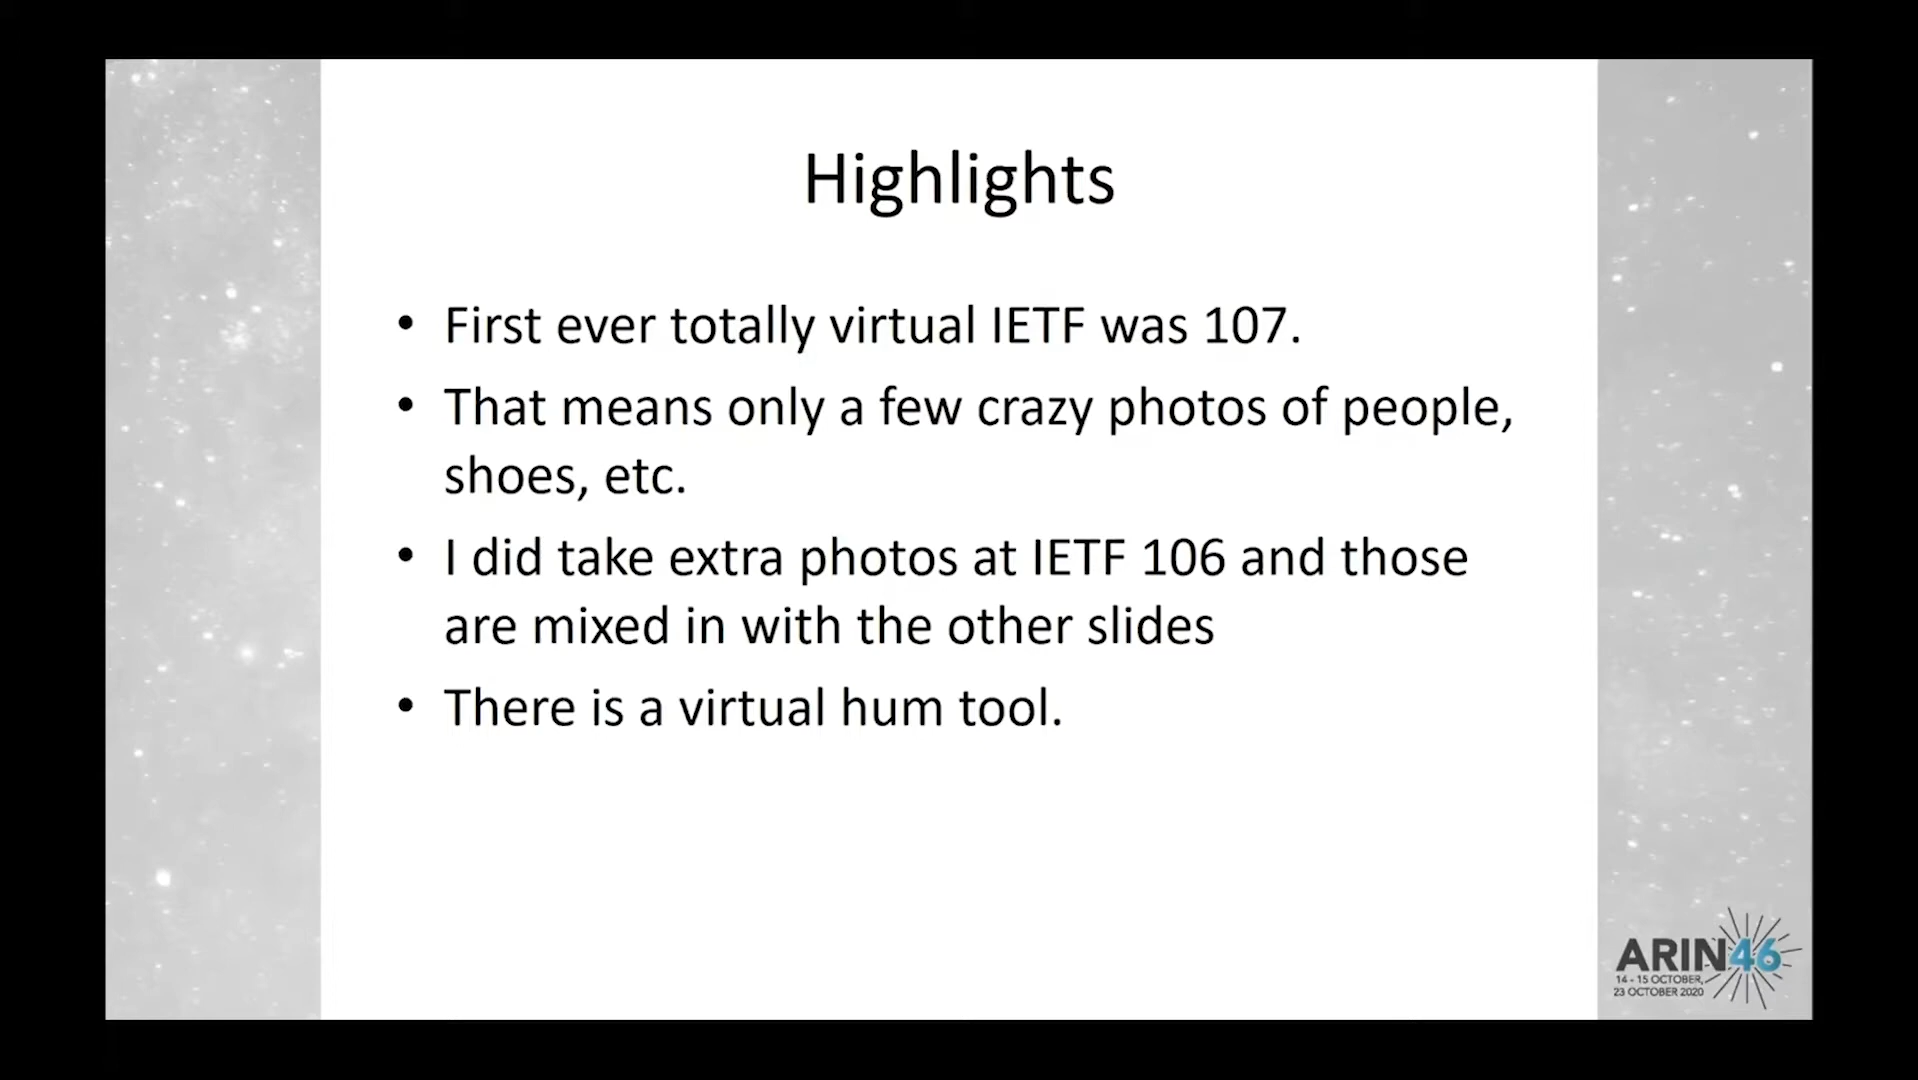 Highlights
• First ever totally virtual IETF was 107.
• That means only a few crazy photos of people,
shoes, etc.
• I did take extra photos at IETF 106 and those
are mixed in with the other slides
• There is a virtual hum tool.
ARIN46
14 - 15 OCTOBER,
23 OCTOBER 2020